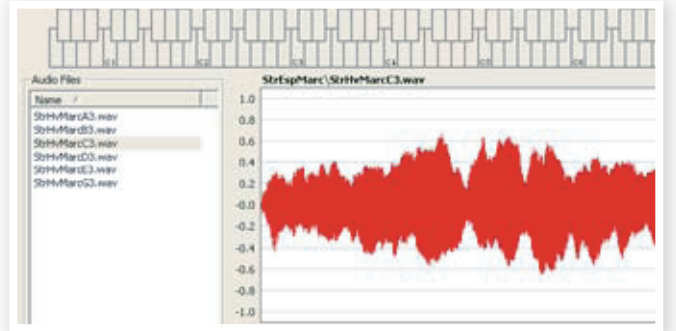 C1 C2 C3 C4 C5 C6
Audio Files
Name /
StrHvMarcA3.wav
StrHvMarcB3.wav
StrHvMarcC3.wav
StrHvMarcD3.wav
StrHvMarcE3.wav
StrHvMarcG3.wav
StrEspMarc\StrHvMarcC3.wav
1.0
0.8
0.6
0.4
0.2
-0.0
-0.2
-0.4
-0.6
-0.8
-1.0